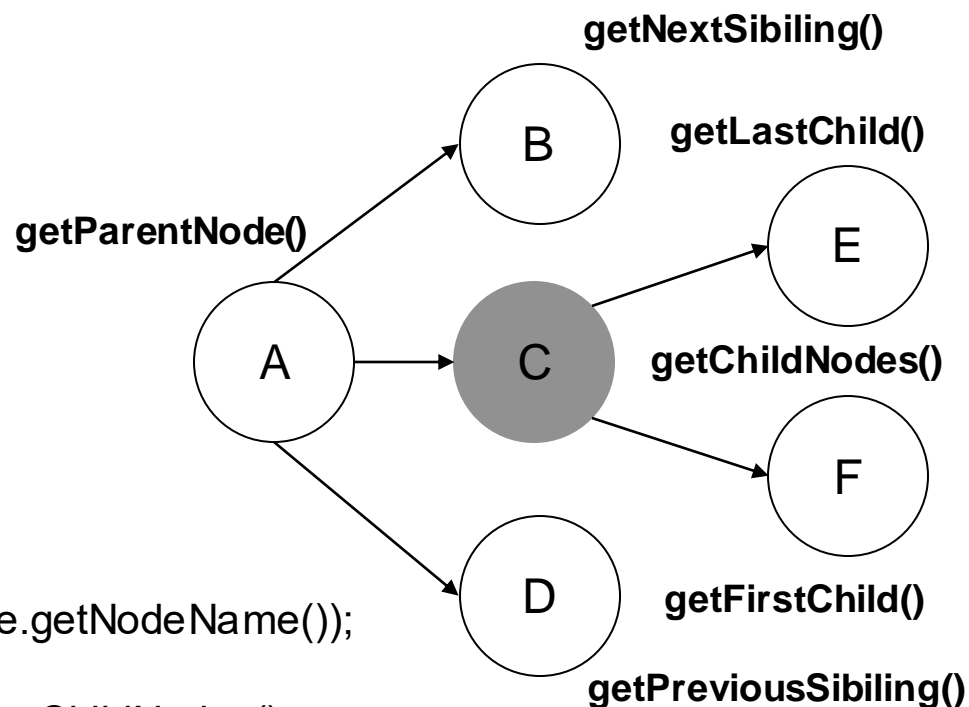 getNextSibiling()
B
getLastChild()
getParentNode()
E
A
C
getChildNodes()
F
D
e.getNodeName());
getFirstChild()
getPreviousSibiling()